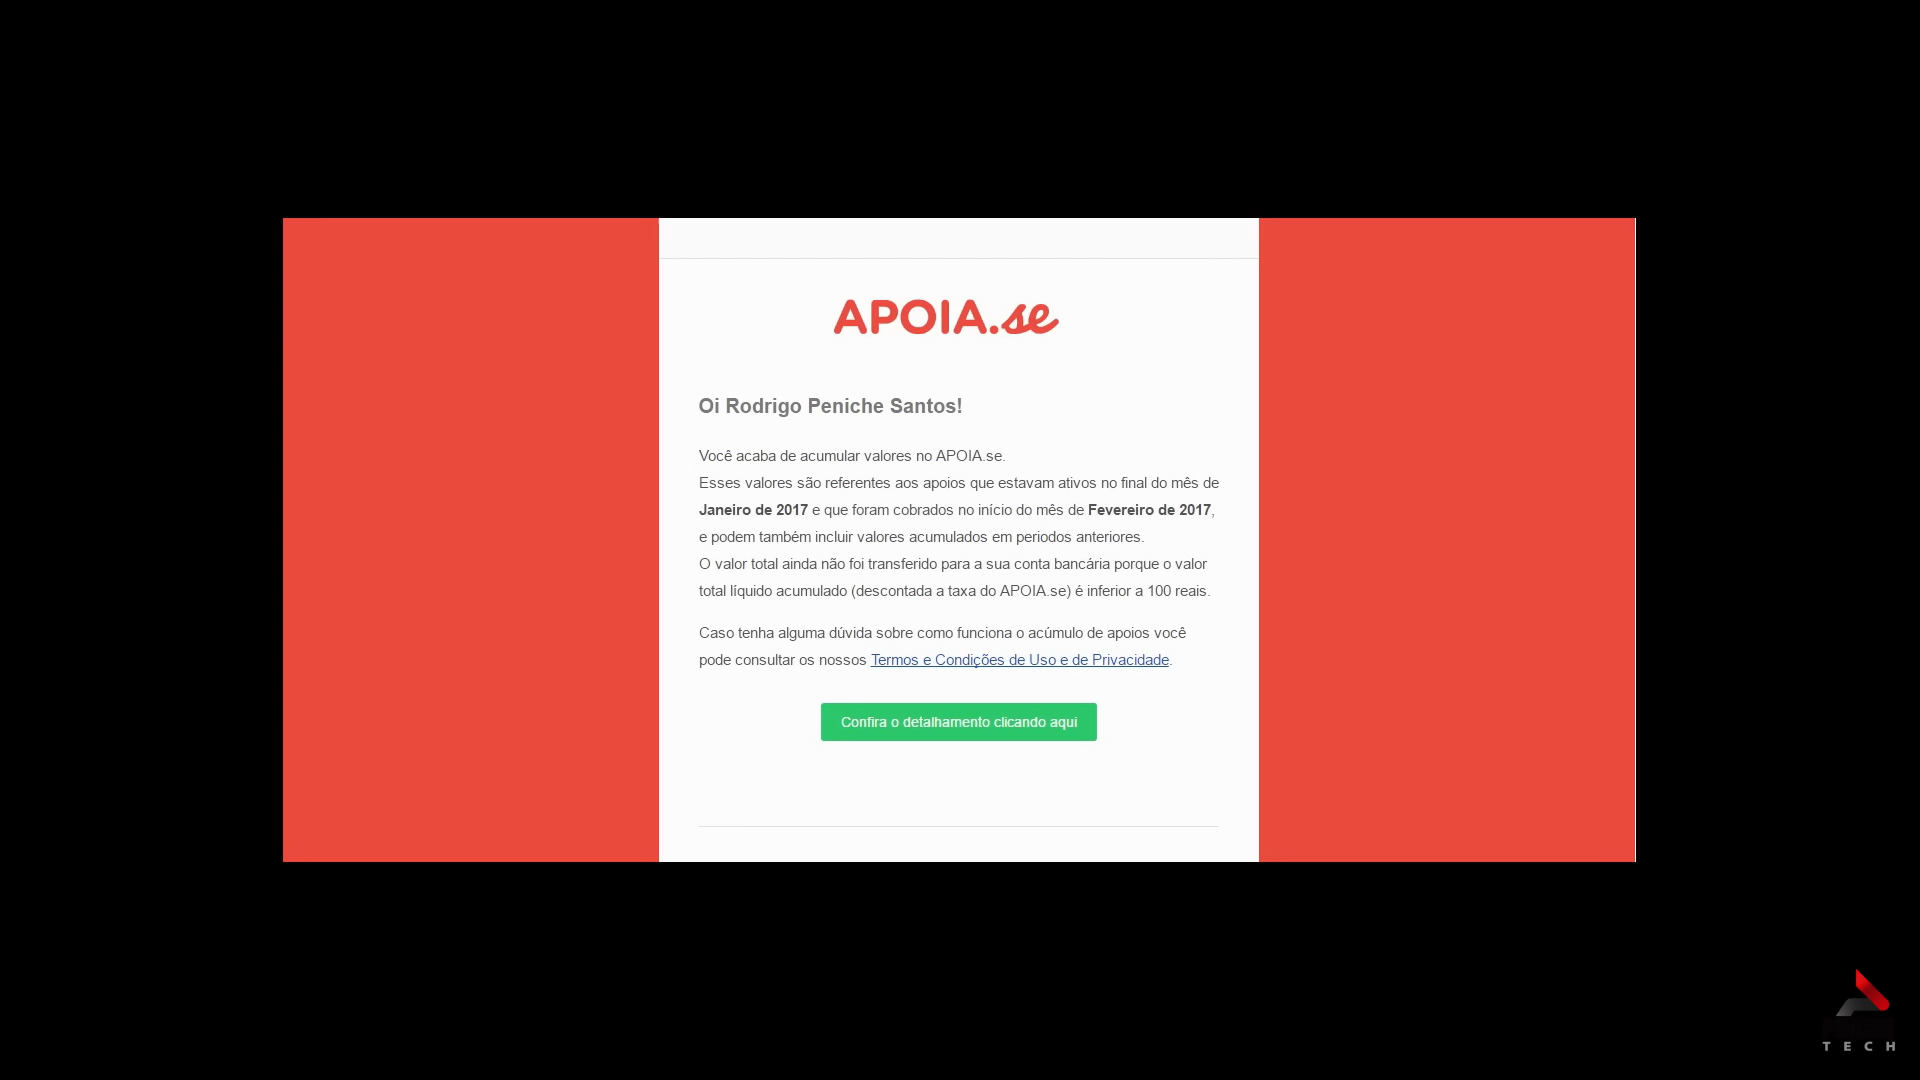 APOIA.se
Oi Rodrigo Peniche Santos!
Você acaba de acumular valores no APOIA.se.
Esses valores são referentes aos apoios que estavam ativos no final do mês de
Janeiro de 2017 e que foram cobrados no início do mês de Fevereiro de 2017,
e podem também incluir valores acumulados em periodos anteriores.
O valor total ainda não foi transferido para a sua conta bancária porque o valor
total líquido acumulado (descontada a taxa do APOIA.se) é inferior a 100 reais.
Caso tenha alguma dúvida sobre como funciona o acúmulo de apoios você
pode consultar os nossos Termos e Condições de Uso e de Privacidade.
Confira o detalhamento clicando aqui
TECH